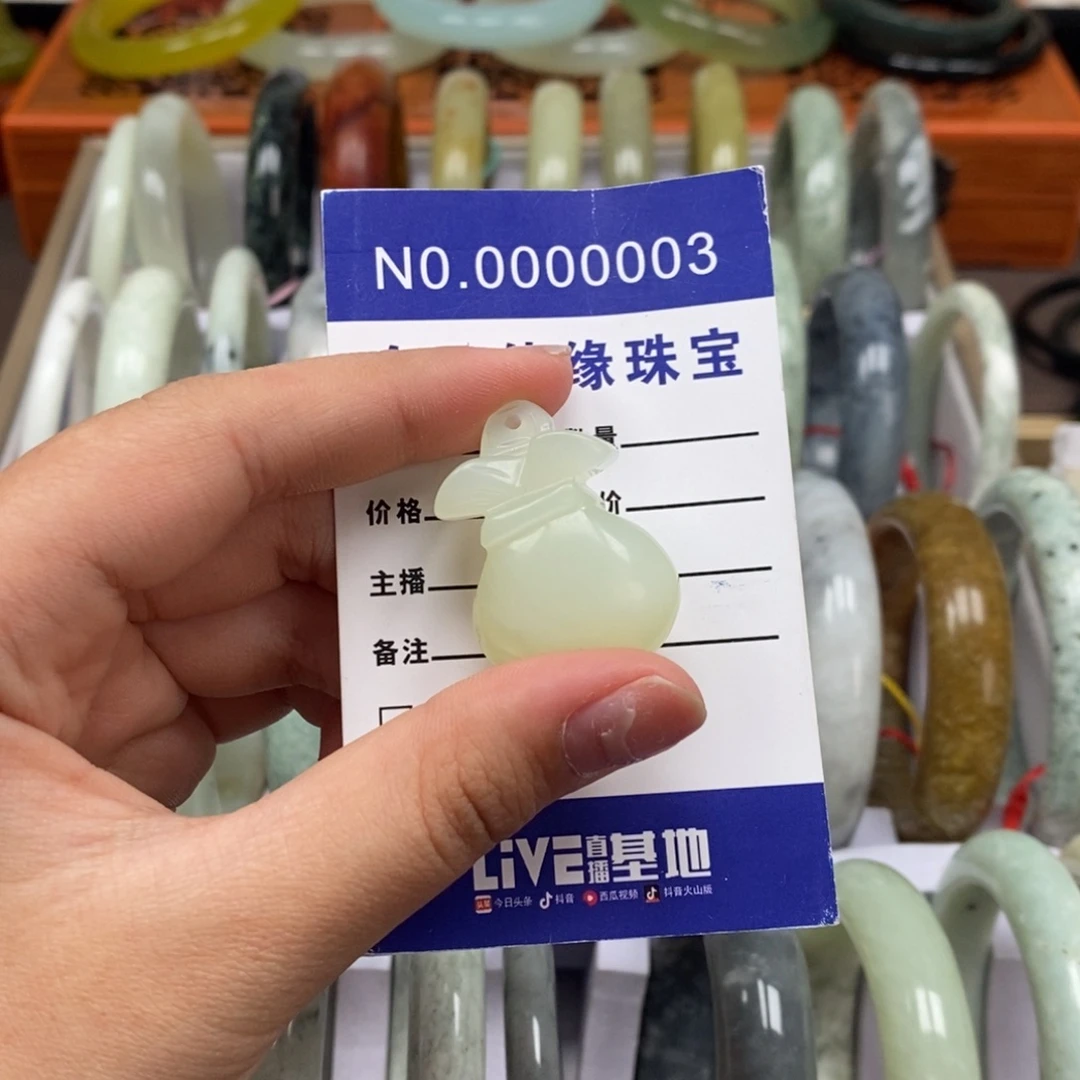 NO.0000003
缘珠宝
量
价格 价
主播
备注
LIVE直播基地
今日头条 抖音 西瓜视频 抖音火山版